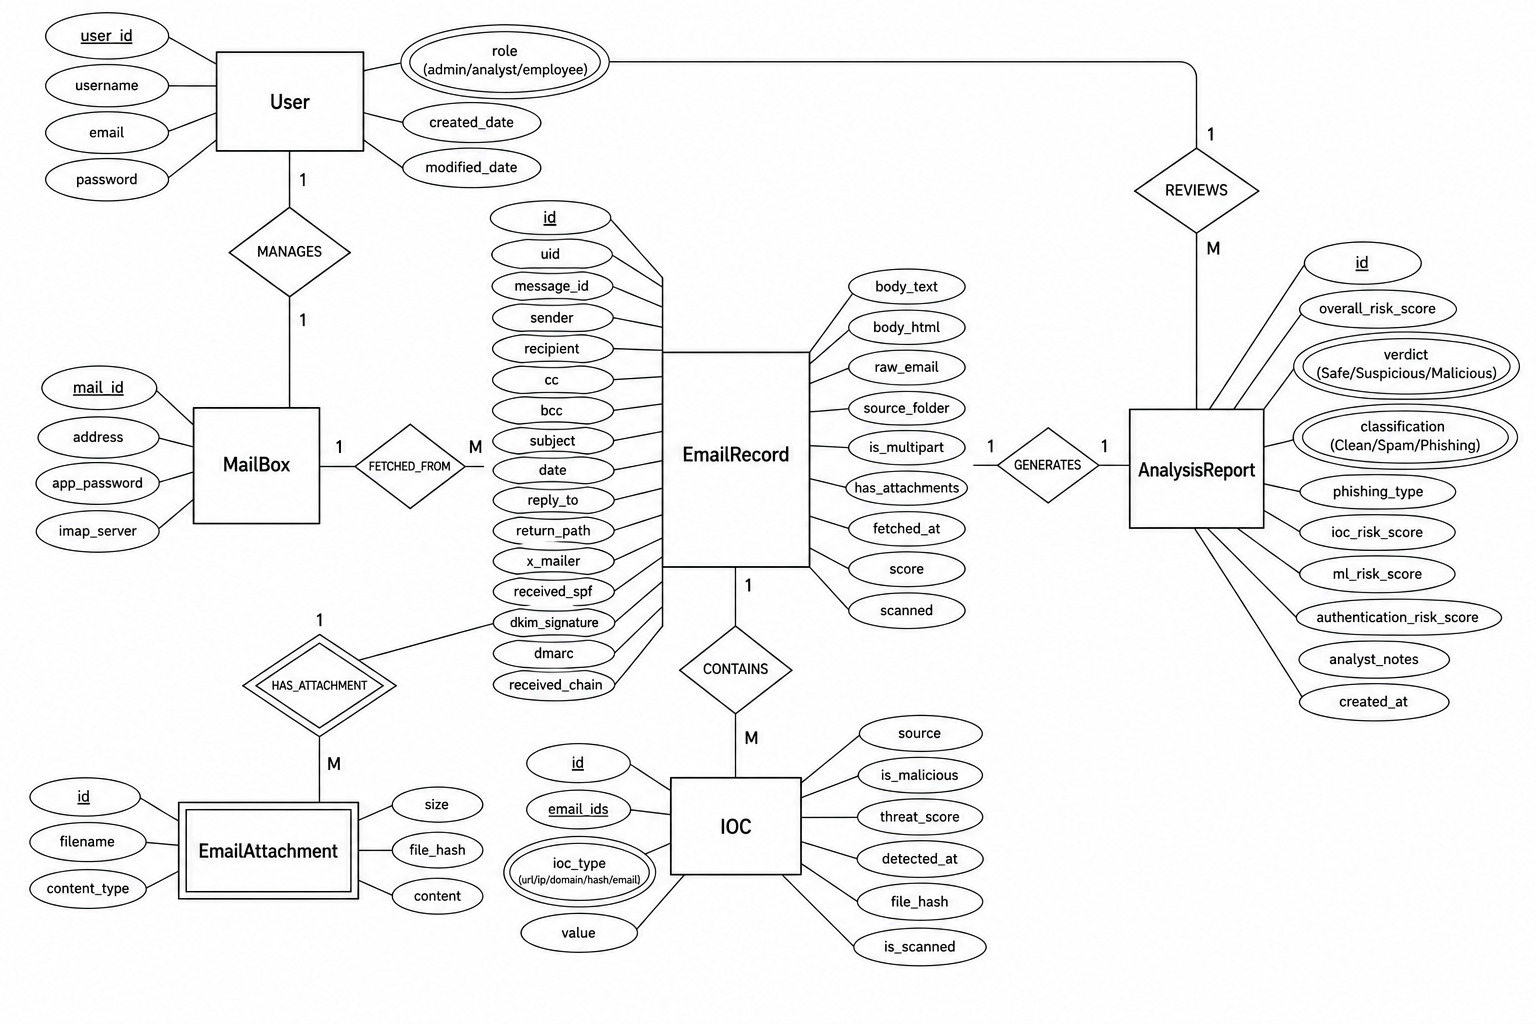 user_id
username
email
password
User
role
(admin/analyst/employee)
created_date
modified_date
1
MANAGES
1
1
REVIEWS
M
mail_id
address
app_password
imap_server
MailBox
1
FETCHED_FROM
M
id
uid
message_id
sender
recipient
cc
bcc
subject
date
reply_to
return_path
x_mailer
received_spf
dkim_signature
dmarc
received_chain
EmailRecord
body_text
body_html
raw_email
source_folder
is_multipart
has_attachments
fetched_at
score
scanned
1
GENERATES
1
AnalysisReport
id
overall_risk_score
verdict
(Safe/Suspicious/Malicious)
classification
(Clean/Spam/Phishing)
phishing_type
ioc_risk_score
ml_risk_score
authentication_risk_score
analyst_notes
created_at
1
HAS_ATTACHMENT
M
1
CONTAINS
M
id
filename
content_type
EmailAttachment
size
file_hash
content
id
email_ids
ioc_type
(url/ip/domain/hash/email)
value
IOC
source
is_malicious
threat_score
detected_at
file_hash
is_scanned